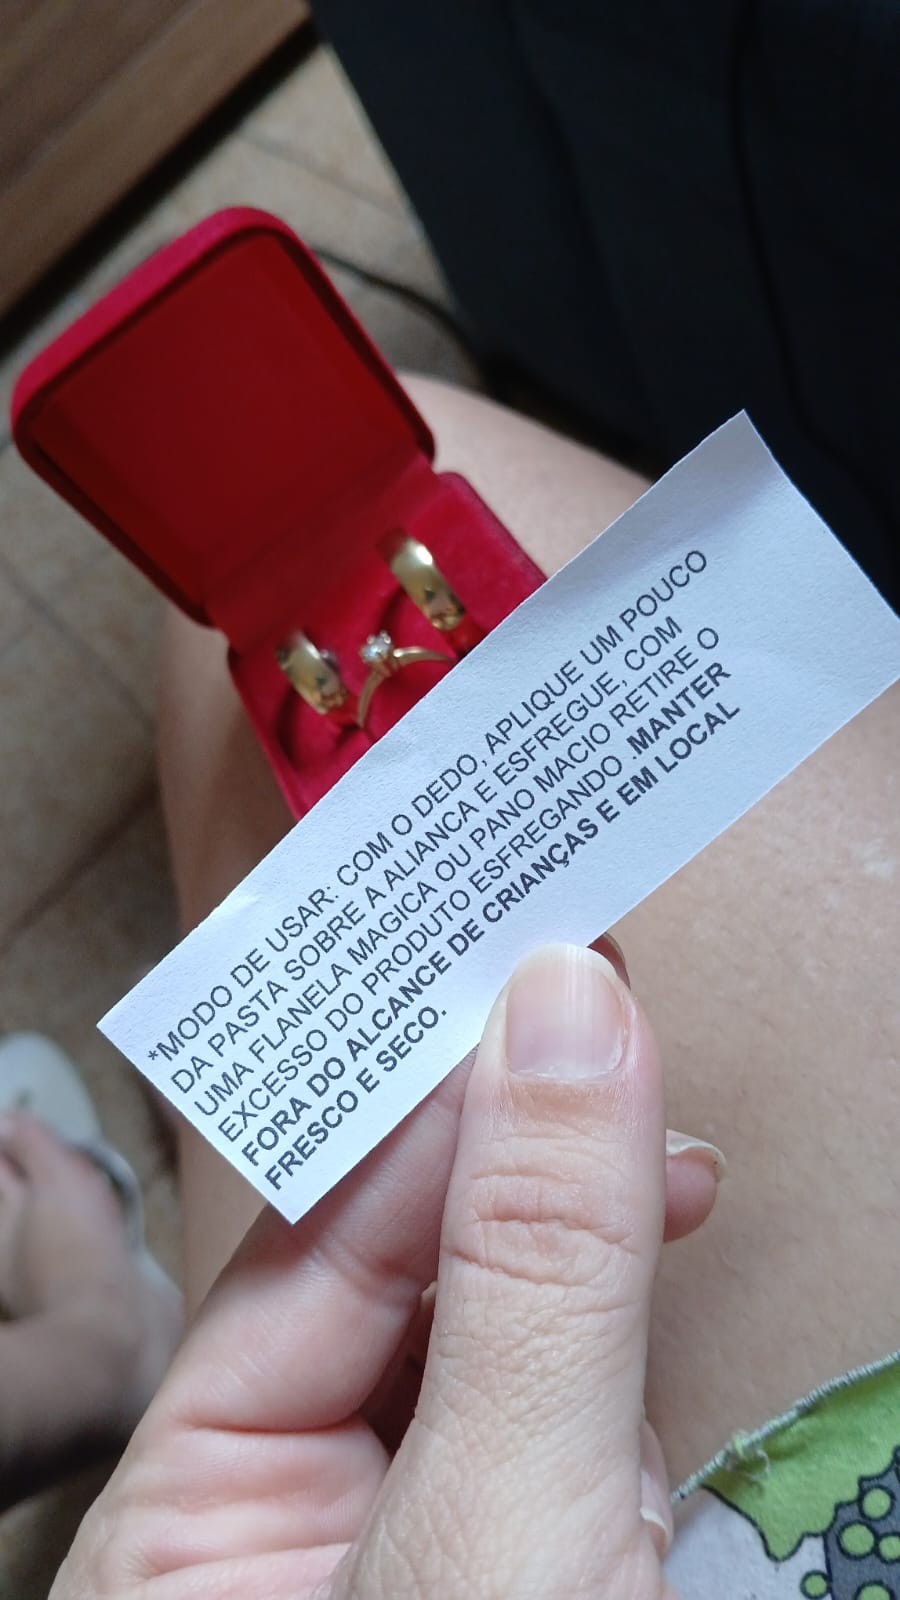 *MODO DE USAR: COM O DEDO, APLIQUE UM POUCO
DA PASTA SOBRE A ALIANCA E ESFREGUE, COM
UMA FLANELA MAGICA OU PANO MACIO RETIRE O
EXCESSO DO PRODUTO ESFREGANDO .MANTER
FORA DO ALCANCE DE CRIANÇAS E EM LOCAL
FRESCO E SECO.